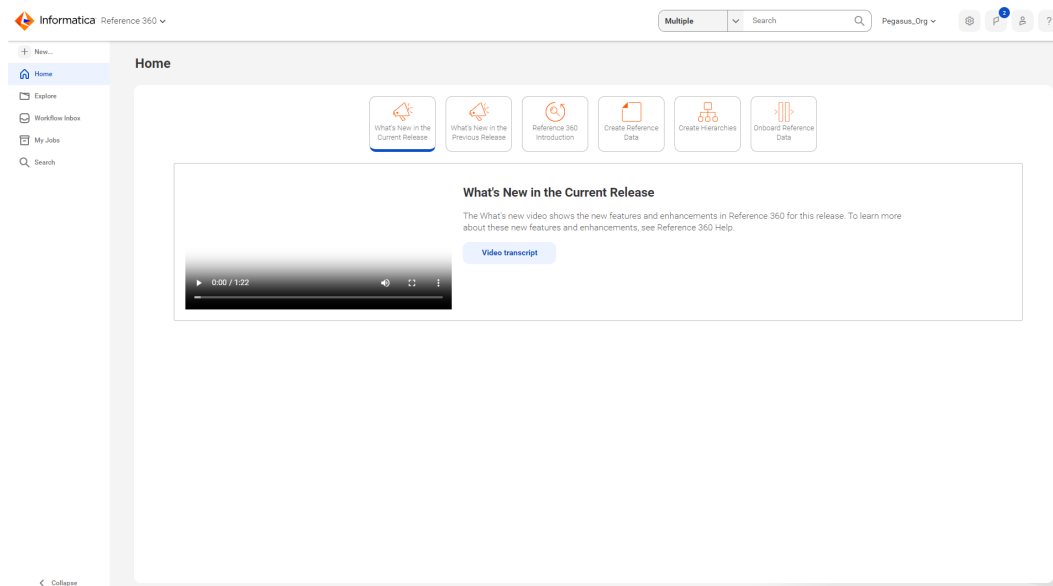 Informatica Reference 360
Multiple
Search
Pegasus_Org
2
?
New...
Home
Explore
Workflow Inbox
My Jobs
Search
Home
What's New in the
Current Release
What's New in the
Previous Release
Reference 360
Introduction
Create Reference
Data
Create Hierarchies
Onboard Reference
Data
What's New in the Current Release
The What's new video shows the new features and enhancements in Reference 360 for this release. To learn more
about these new features and enhancements, see Reference 360 Help.
Video transcript
0:00 / 1:22
Collapse